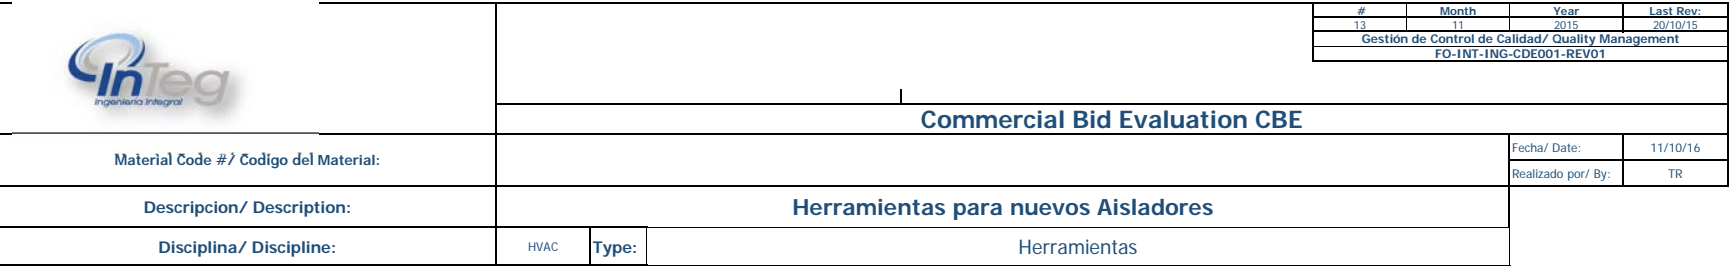 # Month Year Last Rev:
13 11 2015 20/10/15
Gestión de Control de Calidad/ Quality Management
FO-INT-ING-CDE001-REV01
InTeg
Ingeniería Integral
Commercial Bid Evaluation CBE
Material Code #/ Codigo del Material:
Fecha/ Date: 11/10/16
Realizado por/ By: TR
Descripcion/ Description: Herramientas para nuevos Aisladores
Disciplina/ Discipline: HVAC Type: Herramientas